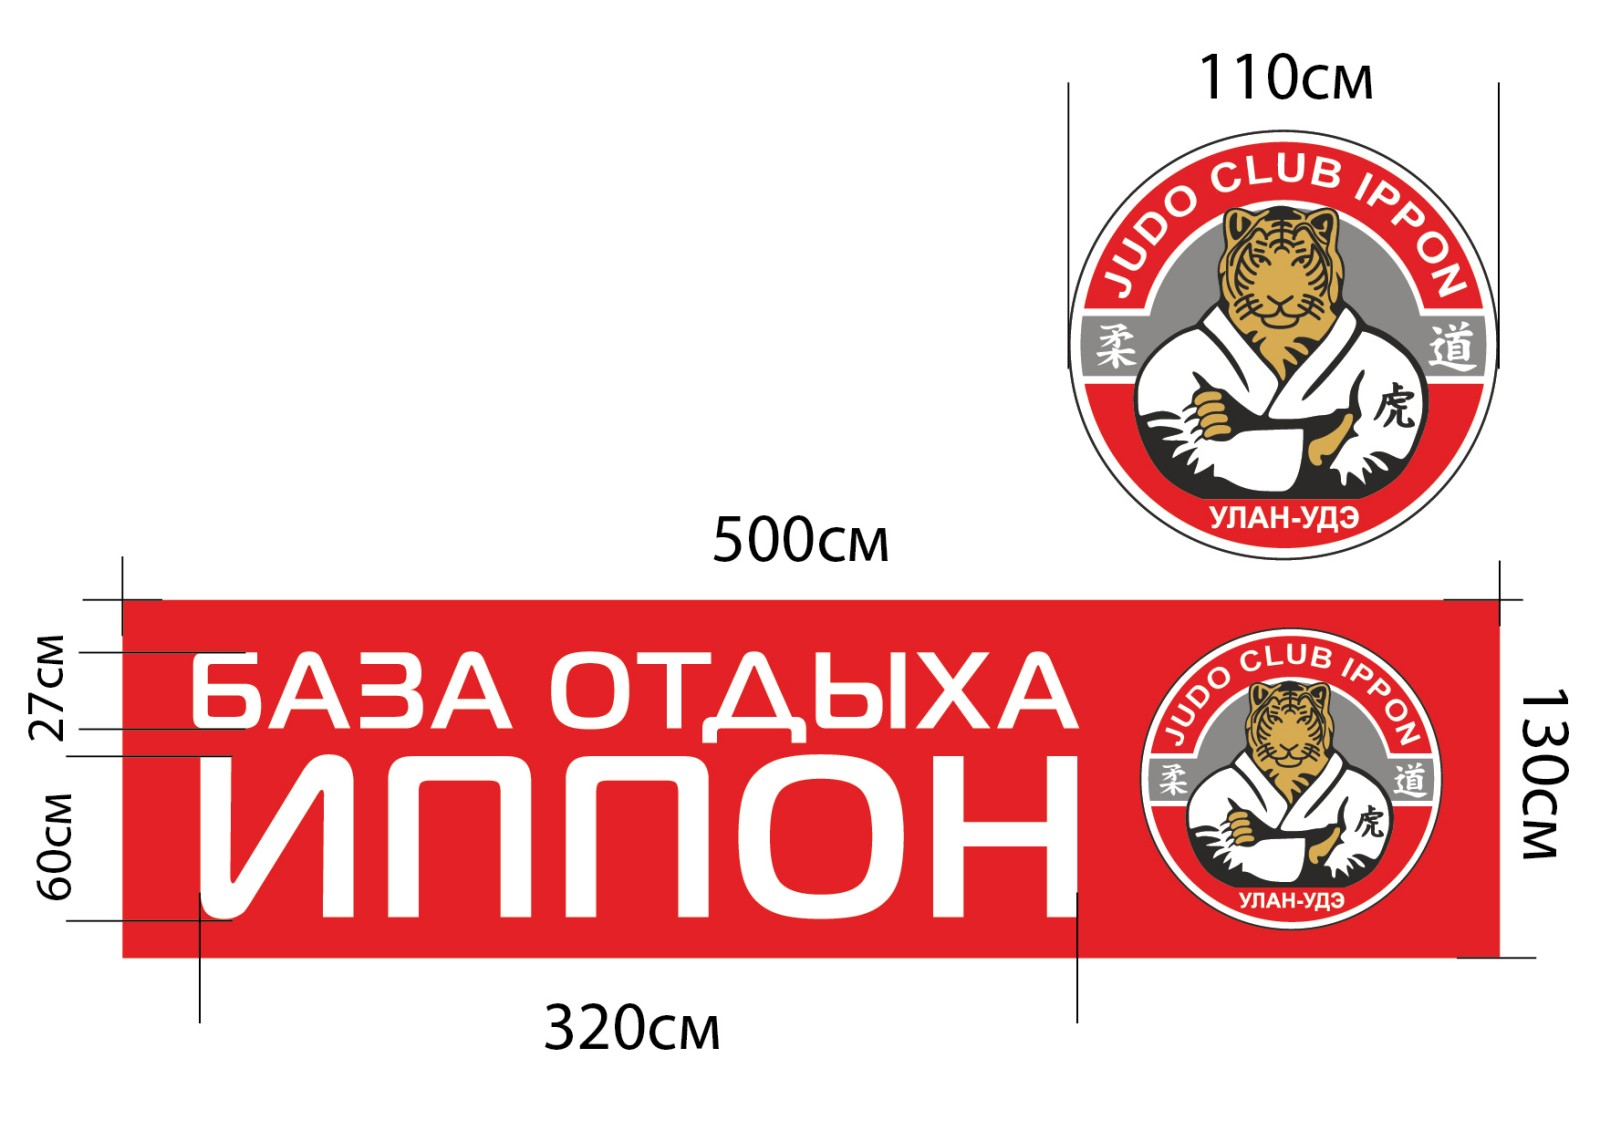 110см
JUDO CLUB IPPON
柔
道
虎
УЛАН-УДЭ
500см
27см
БАЗА ОТДЫХА
60см
ИППОН
JUDO CLUB IPPON
柔
道
虎
УЛАН-УДЭ
130см
320см